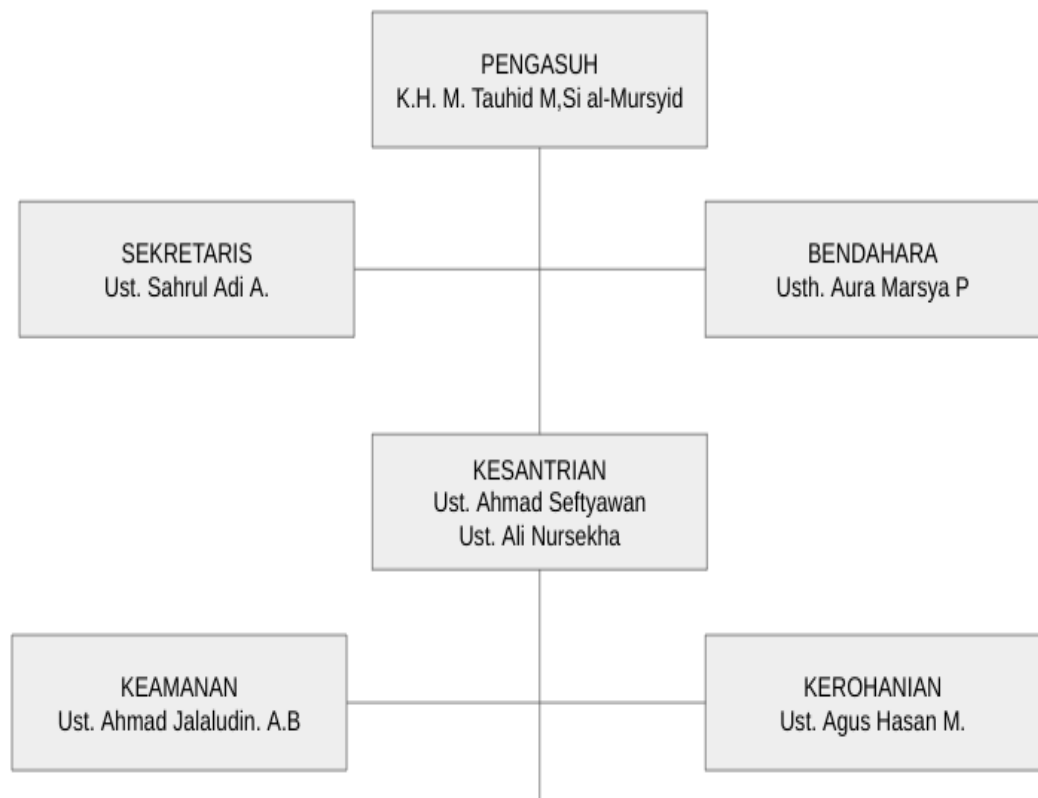 PENGASUH
K.H. M. Tauhid M,Si al-Mursyid
SEKRETARIS
Ust. Sahrul Adi A.
BENDAHARA
Usth. Aura Marsya P
KESANTRIAN
Ust. Ahmad Seftyawan
Ust. Ali Nursekha
KEAMANAN
Ust. Ahmad Jalaludin. A.B
KEROHANIAN
Ust. Agus Hasan M.